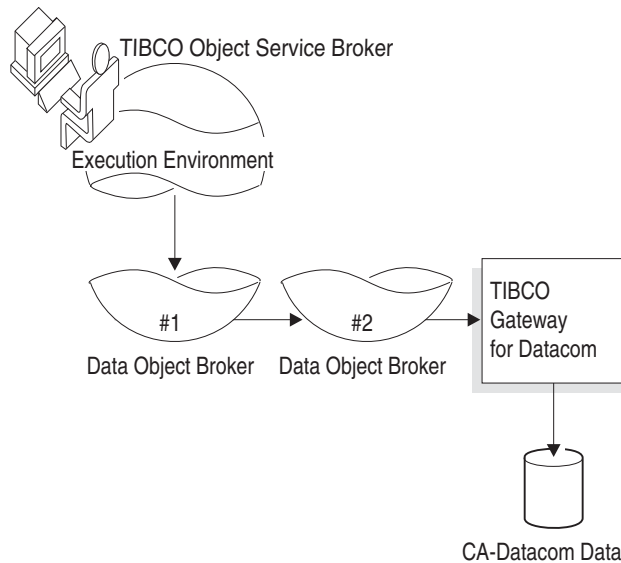 TIBCO Object Service Broker
Execution Environment
#1
#2
Data Object Broker
Data Object Broker
TIBCO
Gateway
for Datacom
CA-Datacom Data